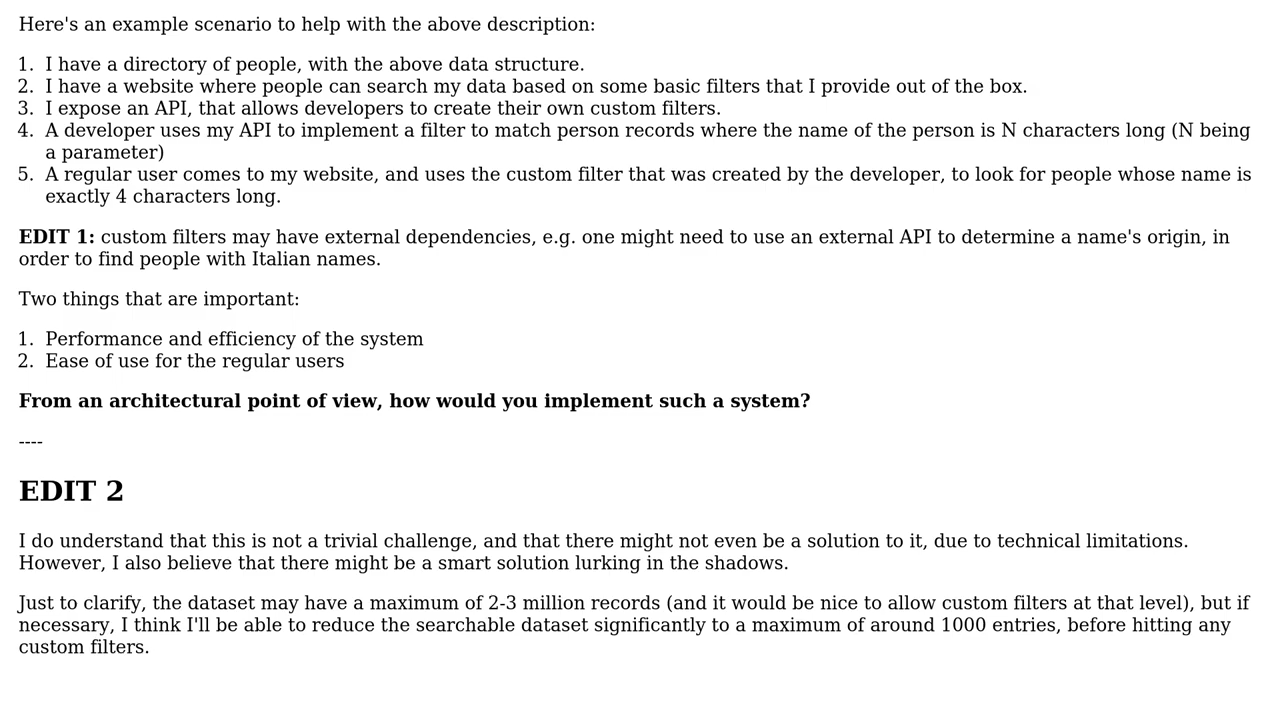 Here's an example scenario to help with the above description:
1. I have a directory of people, with the above data structure.
2. I have a website where people can search my data based on some basic filters that I provide out of the box.
3. I expose an API, that allows developers to create their own custom filters.
4. A developer uses my API to implement a filter to match person records where the name of the person is N characters long (N being
a parameter)
5. A regular user comes to my website, and uses the custom filter that was created by the developer, to look for people whose name is
exactly 4 characters long.
EDIT 1: custom filters may have external dependencies, e.g. one might need to use an external API to determine a name's origin, in
order to find people with Italian names.
Two things that are important:
1. Performance and efficiency of the system
2. Ease of use for the regular users
From an architectural point of view, how would you implement such a system?
----
EDIT 2
I do understand that this is not a trivial challenge, and that there might not even be a solution to it, due to technical limitations.
However, I also believe that there might be a smart solution lurking in the shadows.
Just to clarify, the dataset may have a maximum of 2-3 million records (and it would be nice to allow custom filters at that level), but if
necessary, I think I'll be able to reduce the searchable dataset significantly to a maximum of around 1000 entries, before hitting any
custom filters.